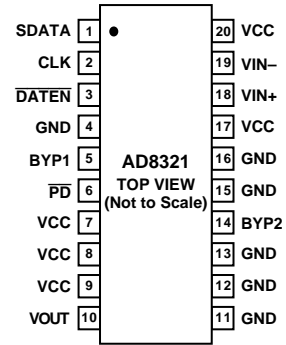 SDATA 1
CLK 2
DATEN 3
GND 4
BYP1 5
PD 6
VCC 7
VCC 8
VCC 9
VOUT 10
AD8321
TOP VIEW
(Not to Scale)
20 VCC
19 VIN–
18 VIN+
17 VCC
16 GND
15 GND
14 BYP2
13 GND
12 GND
11 GND